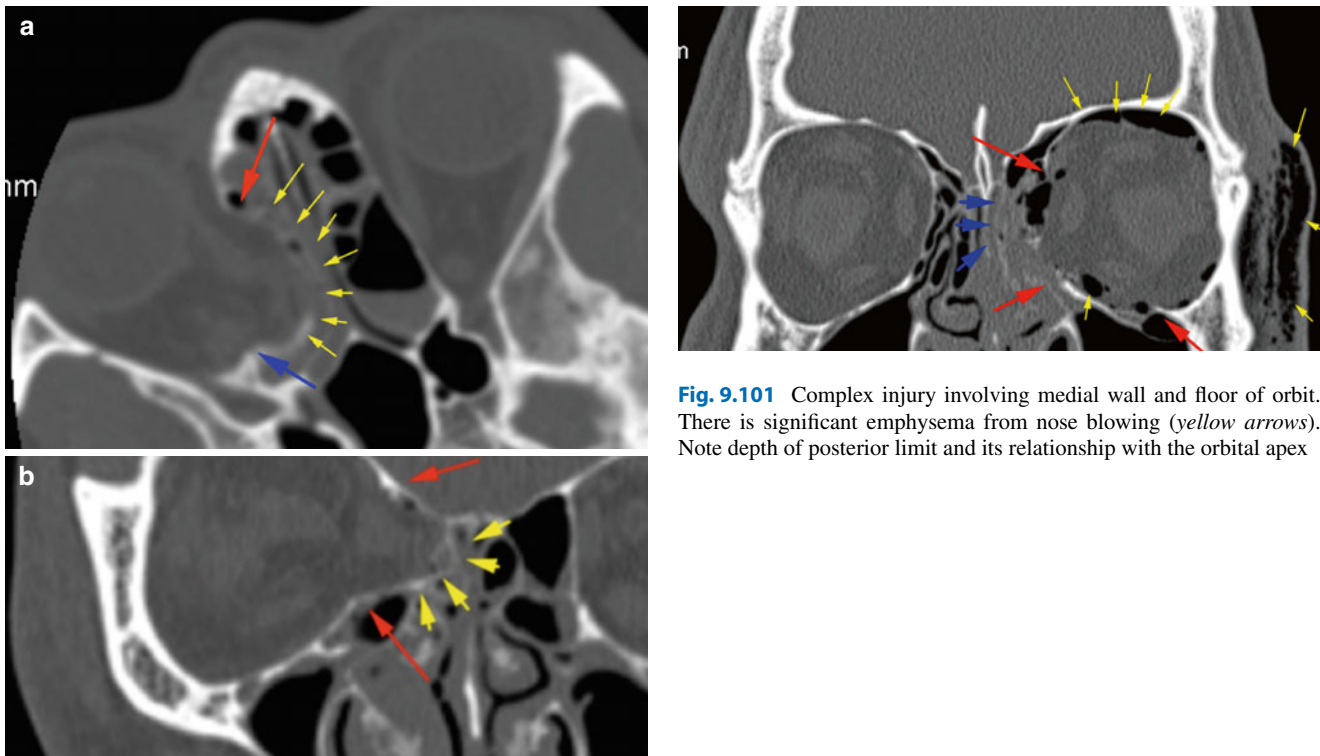 a
nm
b
m
Fig. 9.101 Complex injury involving medial wall and floor of orbit.
There is significant emphysema from nose blowing (yellow arrows).
Note depth of posterior limit and its relationship with the orbital apex